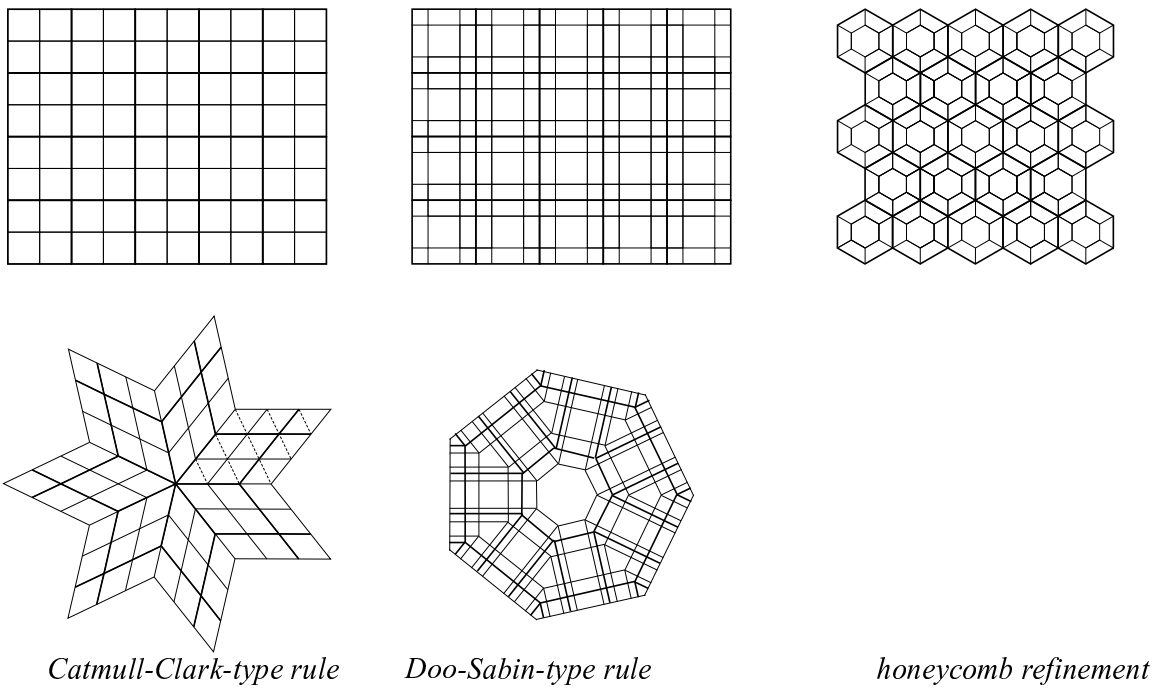 Catmull-Clark-type rule
Doo-Sabin-type rule
honeycomb refinement